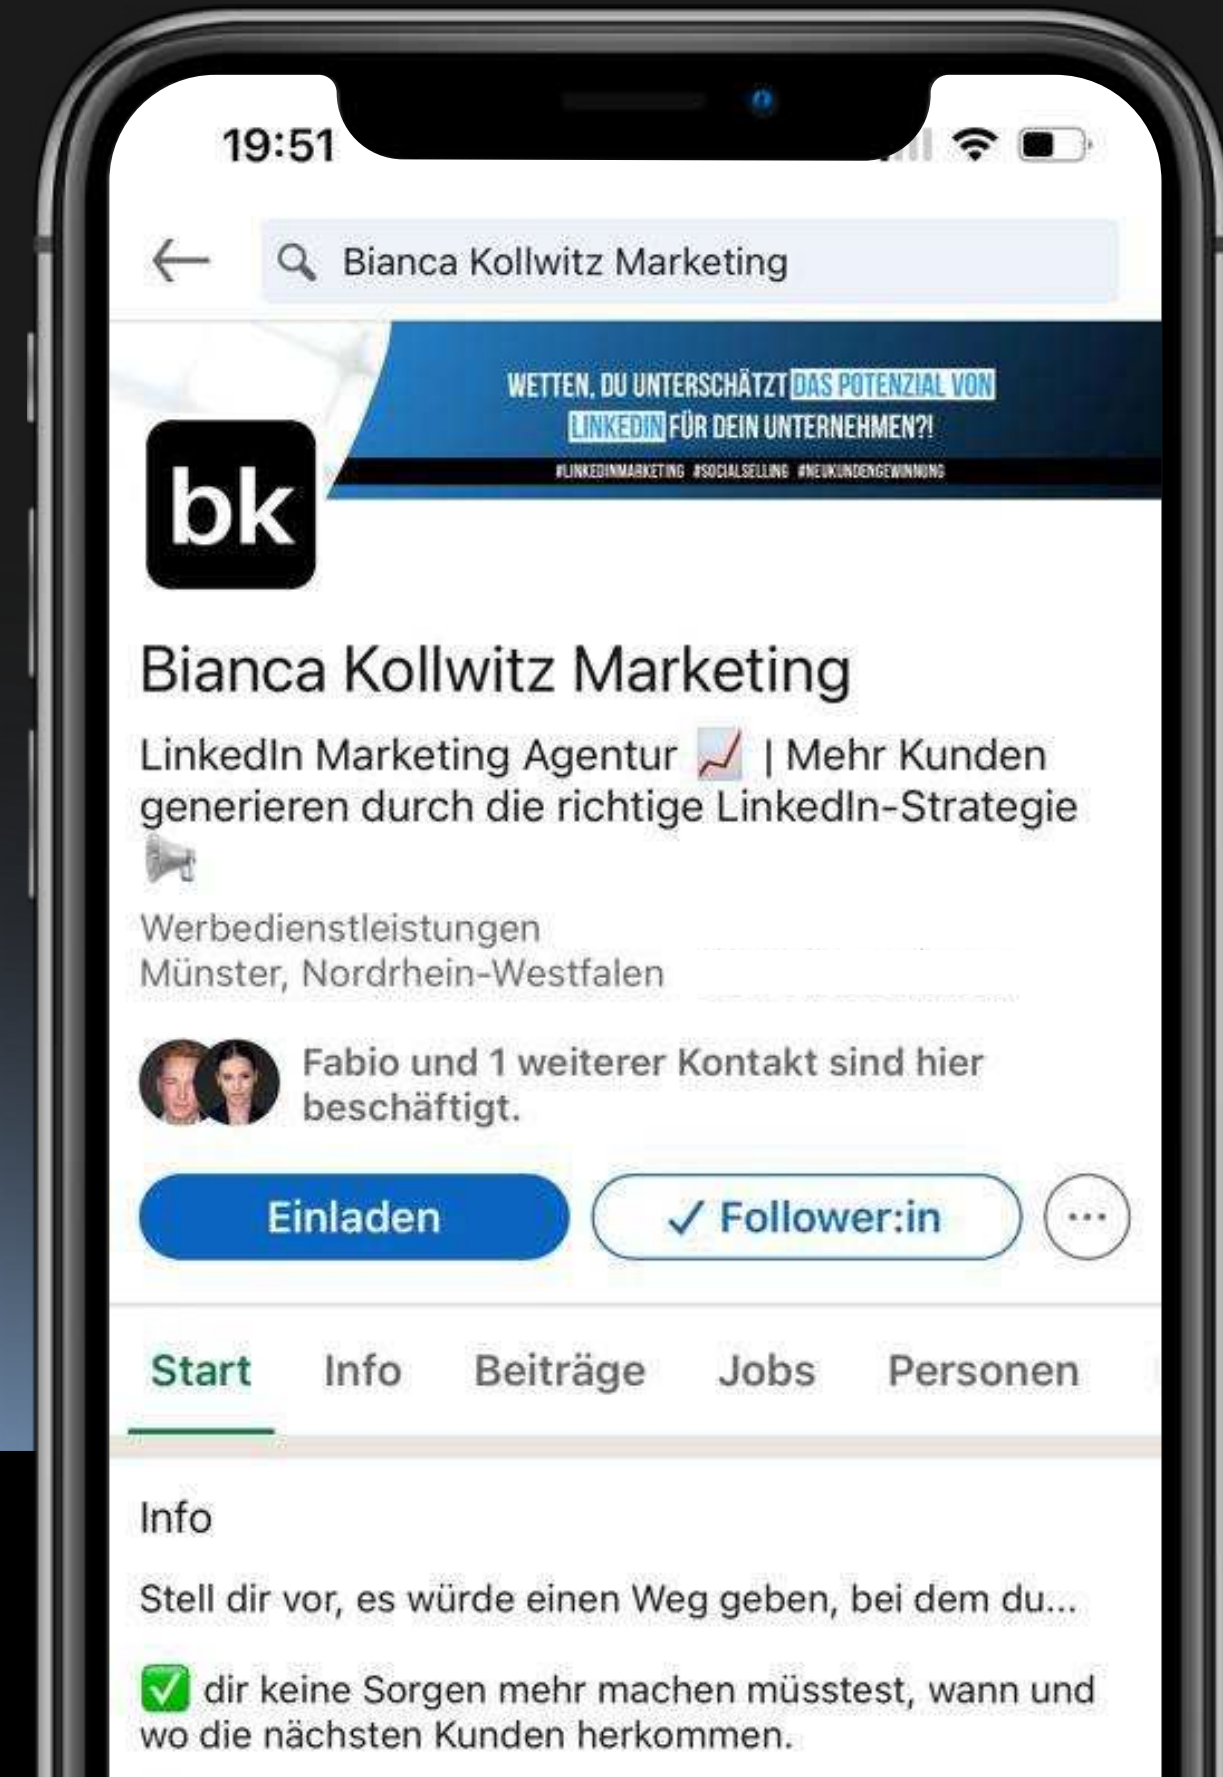 19:51
Bianca Kollwitz Marketing
WETTEN, DU UNTERSCHÄTZT DAS POTENZIAL VON
LINKEDIN FÜR DEIN UNTERNEHMEN?!
#LINKEDINMARKETING #SOCIALSELLING #NEUKUNDENGEWINNUNG
bk
Bianca Kollwitz Marketing
LinkedIn Marketing Agentur 📈 | Mehr Kunden
generieren durch die richtige LinkedIn-Strategie
📢
Werbedienstleistungen
Münster, Nordrhein-Westfalen
Fabio und 1 weiterer Kontakt sind hier
beschäftigt.
Einladen ✓ Follower:in ...
Start Info Beiträge Jobs Personen
Info
Stell dir vor, es würde einen Weg geben, bei dem du...
✅ dir keine Sorgen mehr machen müsstest, wann und
wo die nächsten Kunden herkommen.